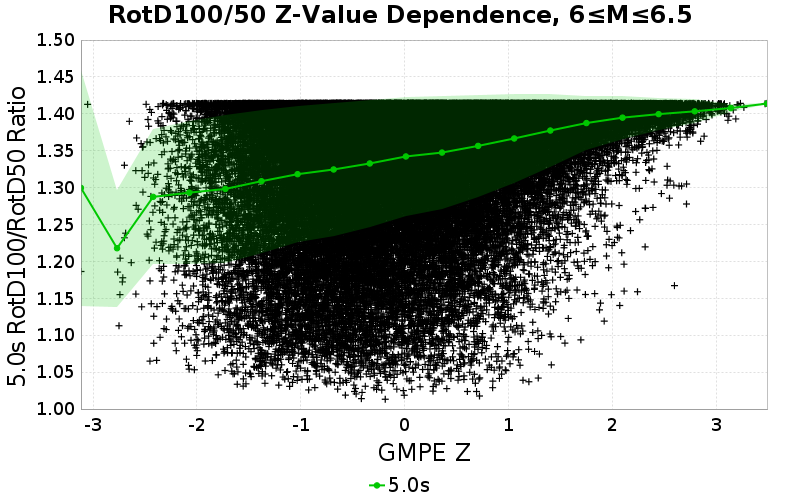 RotD100/50 Z-Value Dependence, 6≤M≤6.5
5.0s RotD100/RotD50 Ratio
1.50
1.45
1.40
1.35
1.30
1.25
1.20
1.15
1.10
1.05
1.00
-3 -2 -1 0 1 2 3
GMPE Z
5.0s